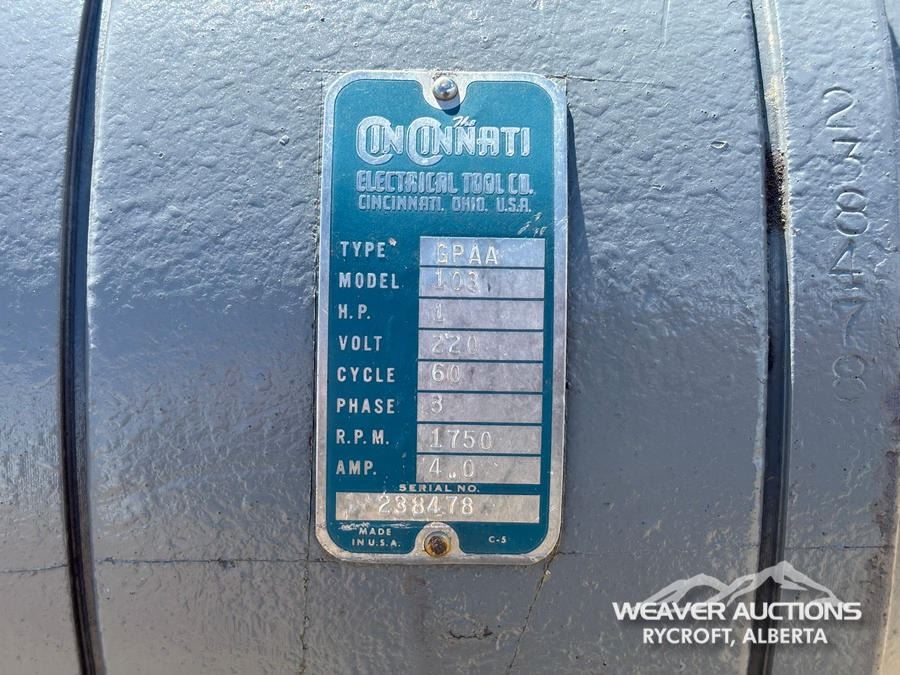 The
CINCINNATI
ELECTRICAL TOOL CO.
CINCINNATI, OHIO, U.S.A.
TYPE GPAA
MODEL 103
H.P. 1
VOLT 220
CYCLE 60
PHASE 3
R.P.M. 1750
AMP. 4.0
SERIAL NO.
238478
MADE
IN U.S.A.
C-5
238478
WEAVER AUCTIONS
RYCROFT, ALBERTA